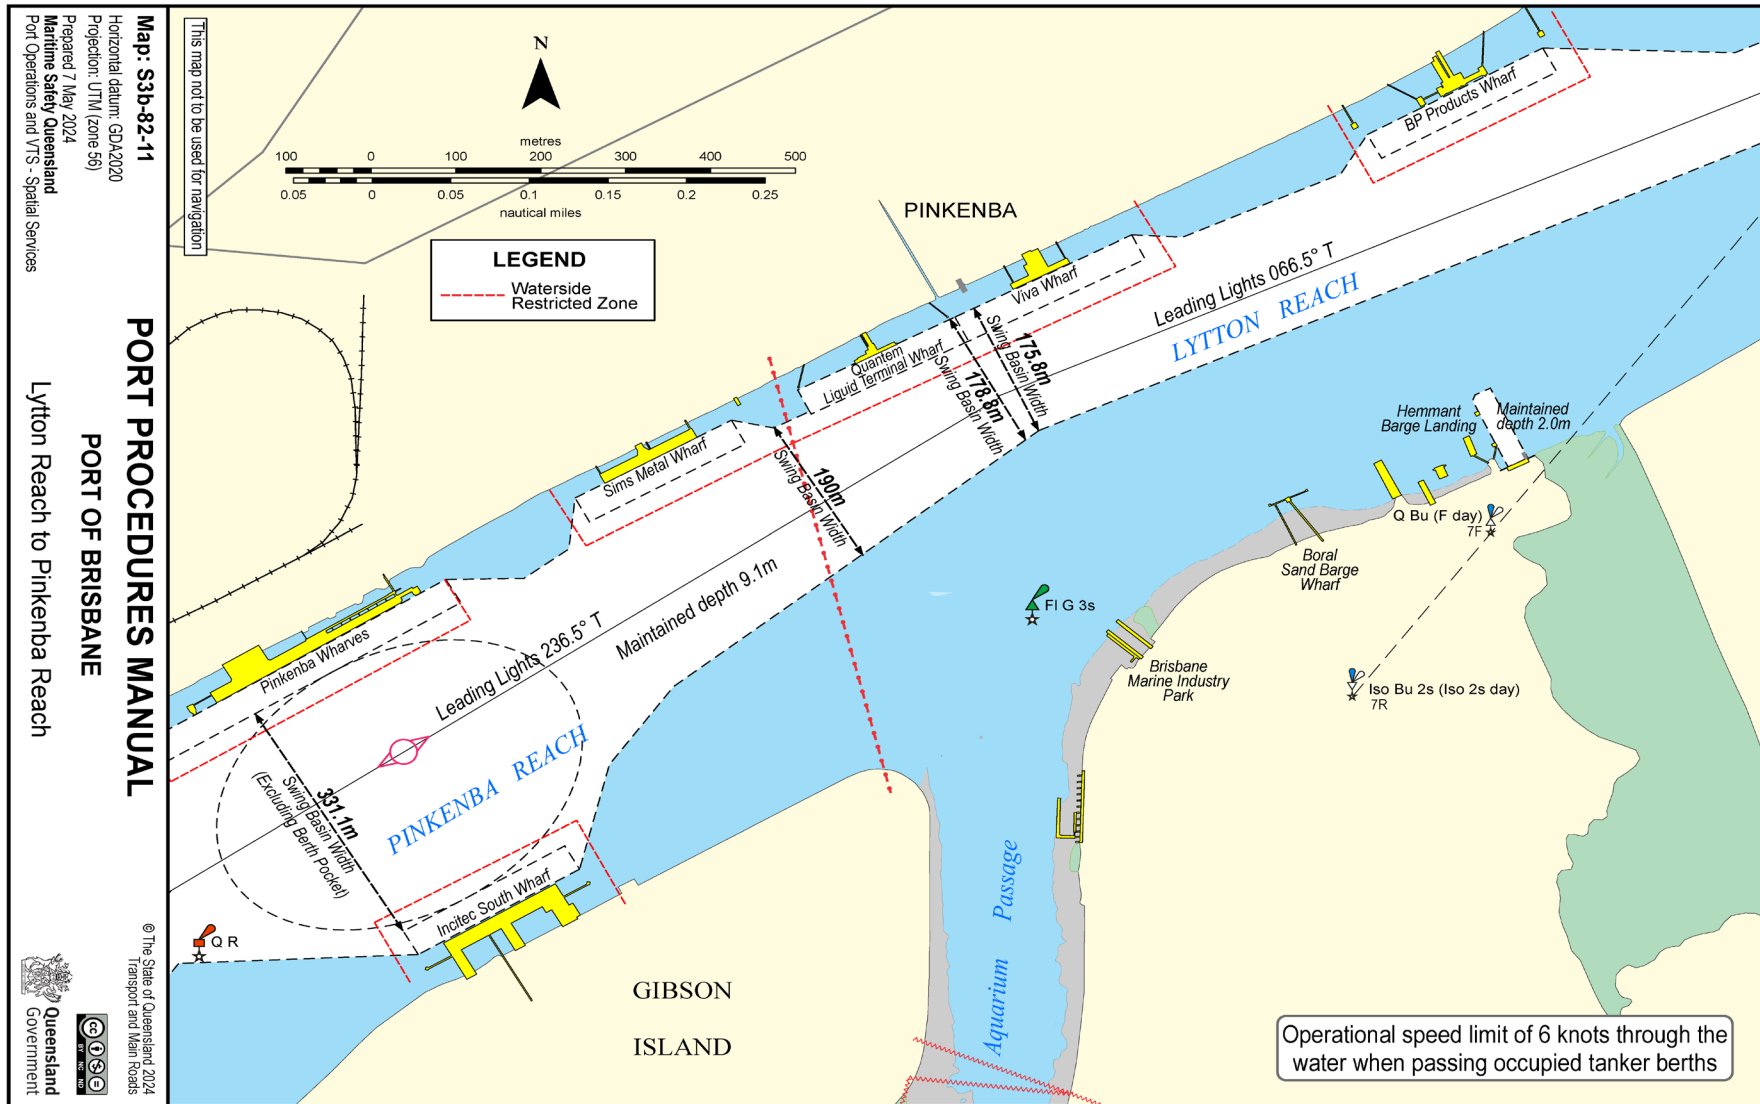 Map: S3b-82-11
Horizontal datum: GDA2020
Projection: UTM (zone 56)
Prepared 7 May 2024
Maritime Safety Queensland
Port Operations and VTS - Spatial Services
PORT PROCEDURES MANUAL
PORT OF BRISBANE
Lytton Reach to Pinkenba Reach
© The State of Queensland 2024
Transport and Main Roads
cc
BY NC ND
Queensland
Government
This map not to be used for navigation
N
metres
100 0 100 200 300 400 500
0.05 0 0.05 0.1 0.15 0.2 0.25
nautical miles
LEGEND
Waterside
Restricted Zone
PINKENBA
BP Products Wharf
Viva Wharf
Leading Lights 066.5° T
LYTTON REACH
Quantem
Liquid Terminal Wharf
175.8m
Swing Basin Width
178.8m
Swing Basin Width
Sims Metal Wharf
190m
Swing Basin Width
Hemmant
Barge Landing
Maintained
depth 2.0m
Q Bu (F day)
7F
Boral
Sand Barge
Wharf
Maintained depth 9.1m
Fl G 3s
Pinkenba Wharves
Leading Lights 236.5° T
Brisbane
Marine Industry
Park
Iso Bu 2s (Iso 2s day)
7R
PINKENBA REACH
331.1m
Swing Basin Width
(Excluding Berth Pocket)
Incitec South Wharf
Q R
Aquarium Passage
GIBSON
ISLAND
Operational speed limit of 6 knots through the
water when passing occupied tanker berths